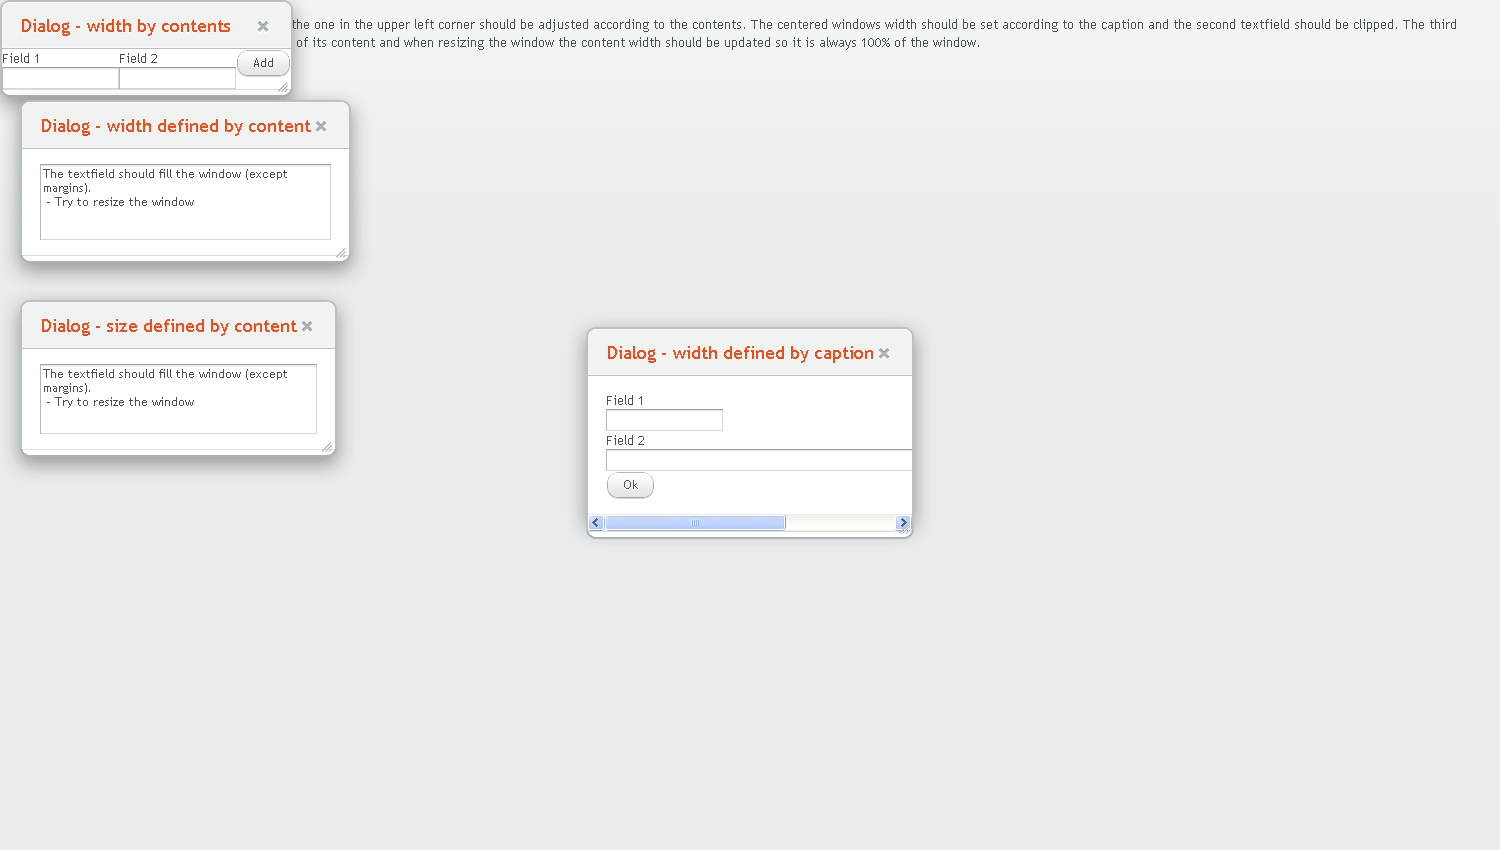 Dialog - width by contents
the one in the upper left corner should be adjusted according to the contents. The centered windows width should be set according to the caption and the second textfield should be clipped. The third
of its content and when resizing the window the content width should be updated so it is always 100% of the window.
Field 1 Field 2 Add
Dialog - width defined by content
The textfield should fill the window (except
margins).
- Try to resize the window
Dialog - size defined by content
The textfield should fill the window (except
margins).
- Try to resize the window
Dialog - width defined by caption
Field 1
Field 2
Ok